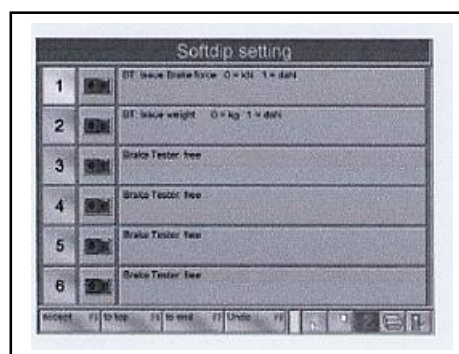 Softdip setting
1 BT: Issue Brake force 0 = kN 1 = daN
2 BT: Issue weight 0 = kg 1 = daN
3 Brake Tester: free
4 Brake Tester: free
5 Brake Tester: free
6 Brake Tester: free
accept to top to end Undo